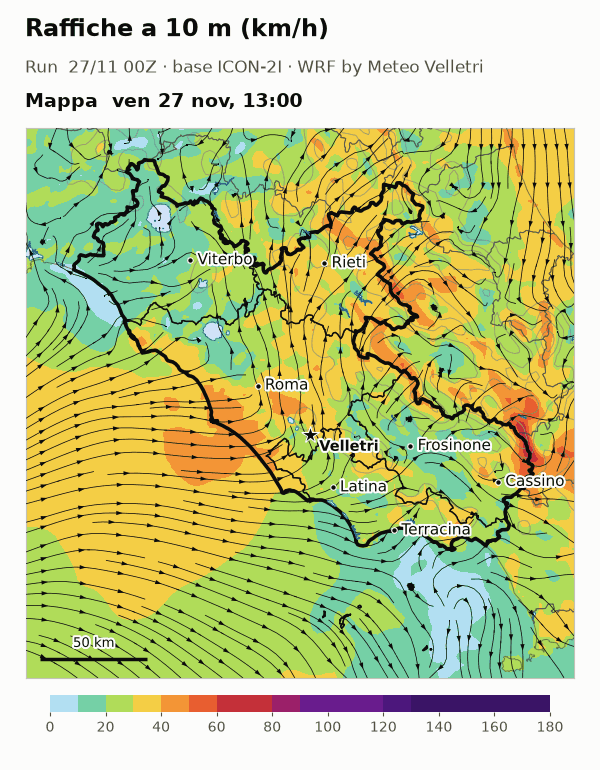 Raffiche a 10 m (km/h)
Run  27/11 00Z · base ICON-2I · WRF by Meteo Velletri
Mappa  ven 27 nov, 13:00
Viterbo
Rieti
Roma
Velletri
Frosinone
Latina
Cassino
Terracina
50 km
0 20 40 60 80 100 120 140 160 180